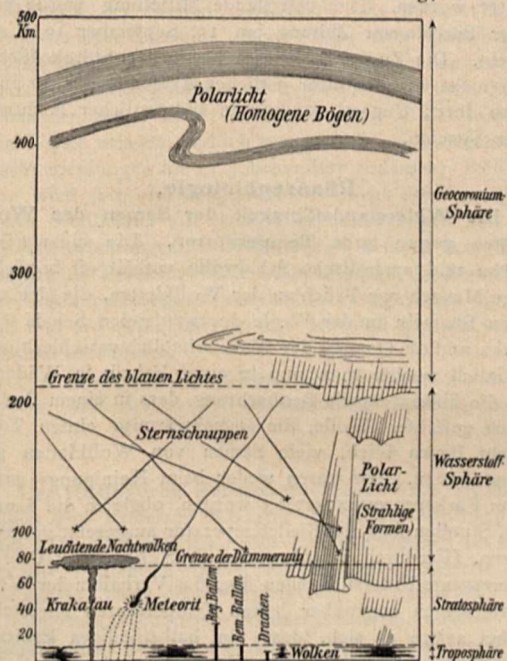 500
Km
Polarlicht
(Homogene Bögen)
400
Geocoronium-
Sphäre
300
Grenze des blauen Lichtes
200
Sternschnuppen
Polar-
Licht
(Strahlige
Formen)
Wasserstoff-
Sphäre
100
Leuchtende Nachtwolken
80
Grenze der Dämmerung
60
Krakatau
Meteorit
Reg. Ballon
Bem. Ballon
Drachen
40
Stratosphäre
20
Wolken
Troposphäre